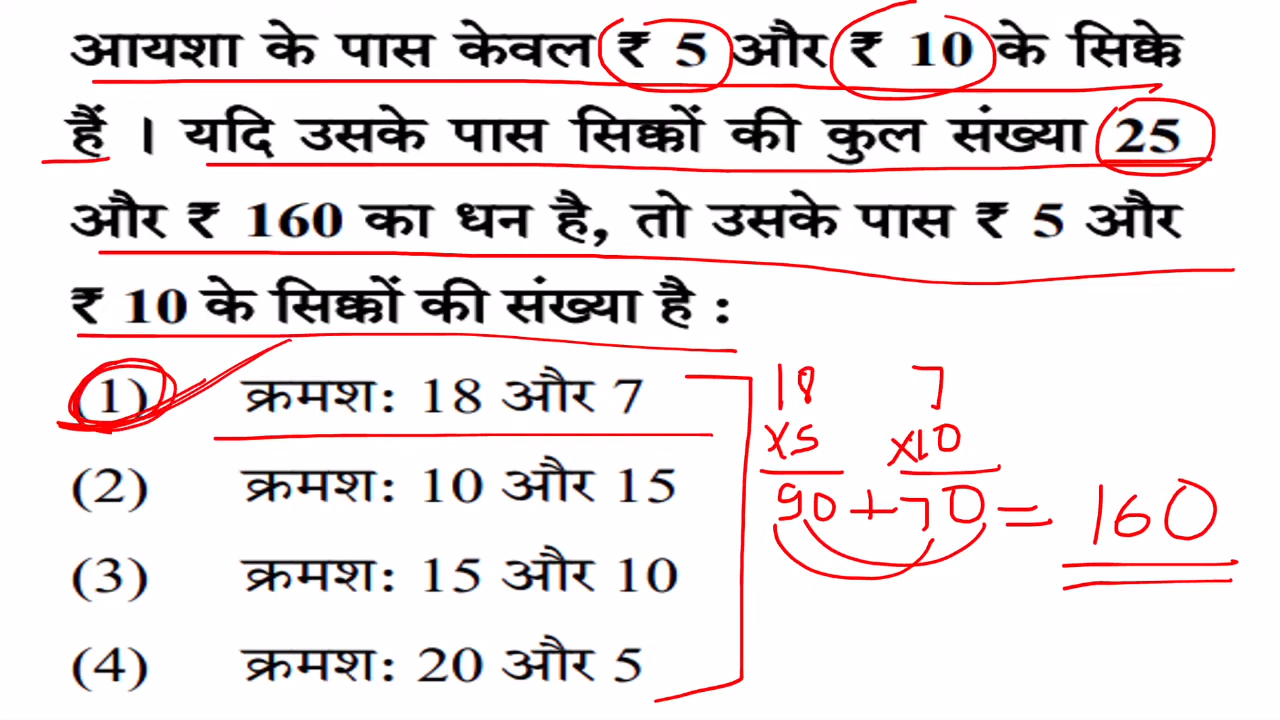 आयशा के पास केवल ₹ 5 और ₹ 10 के सिक्के
हैं । यदि उसके पास सिक्कों की कुल संख्या 25
और ₹ 160 का धन है, तो उसके पास ₹ 5 और
₹ 10 के सिक्कों की संख्या है :
(1) क्रमश: 18 और 7
(2) क्रमश: 10 और 15
(3) क्रमश: 15 और 10
(4) क्रमश: 20 और 5
18 7
×5 ×10
90 + 70 = 160